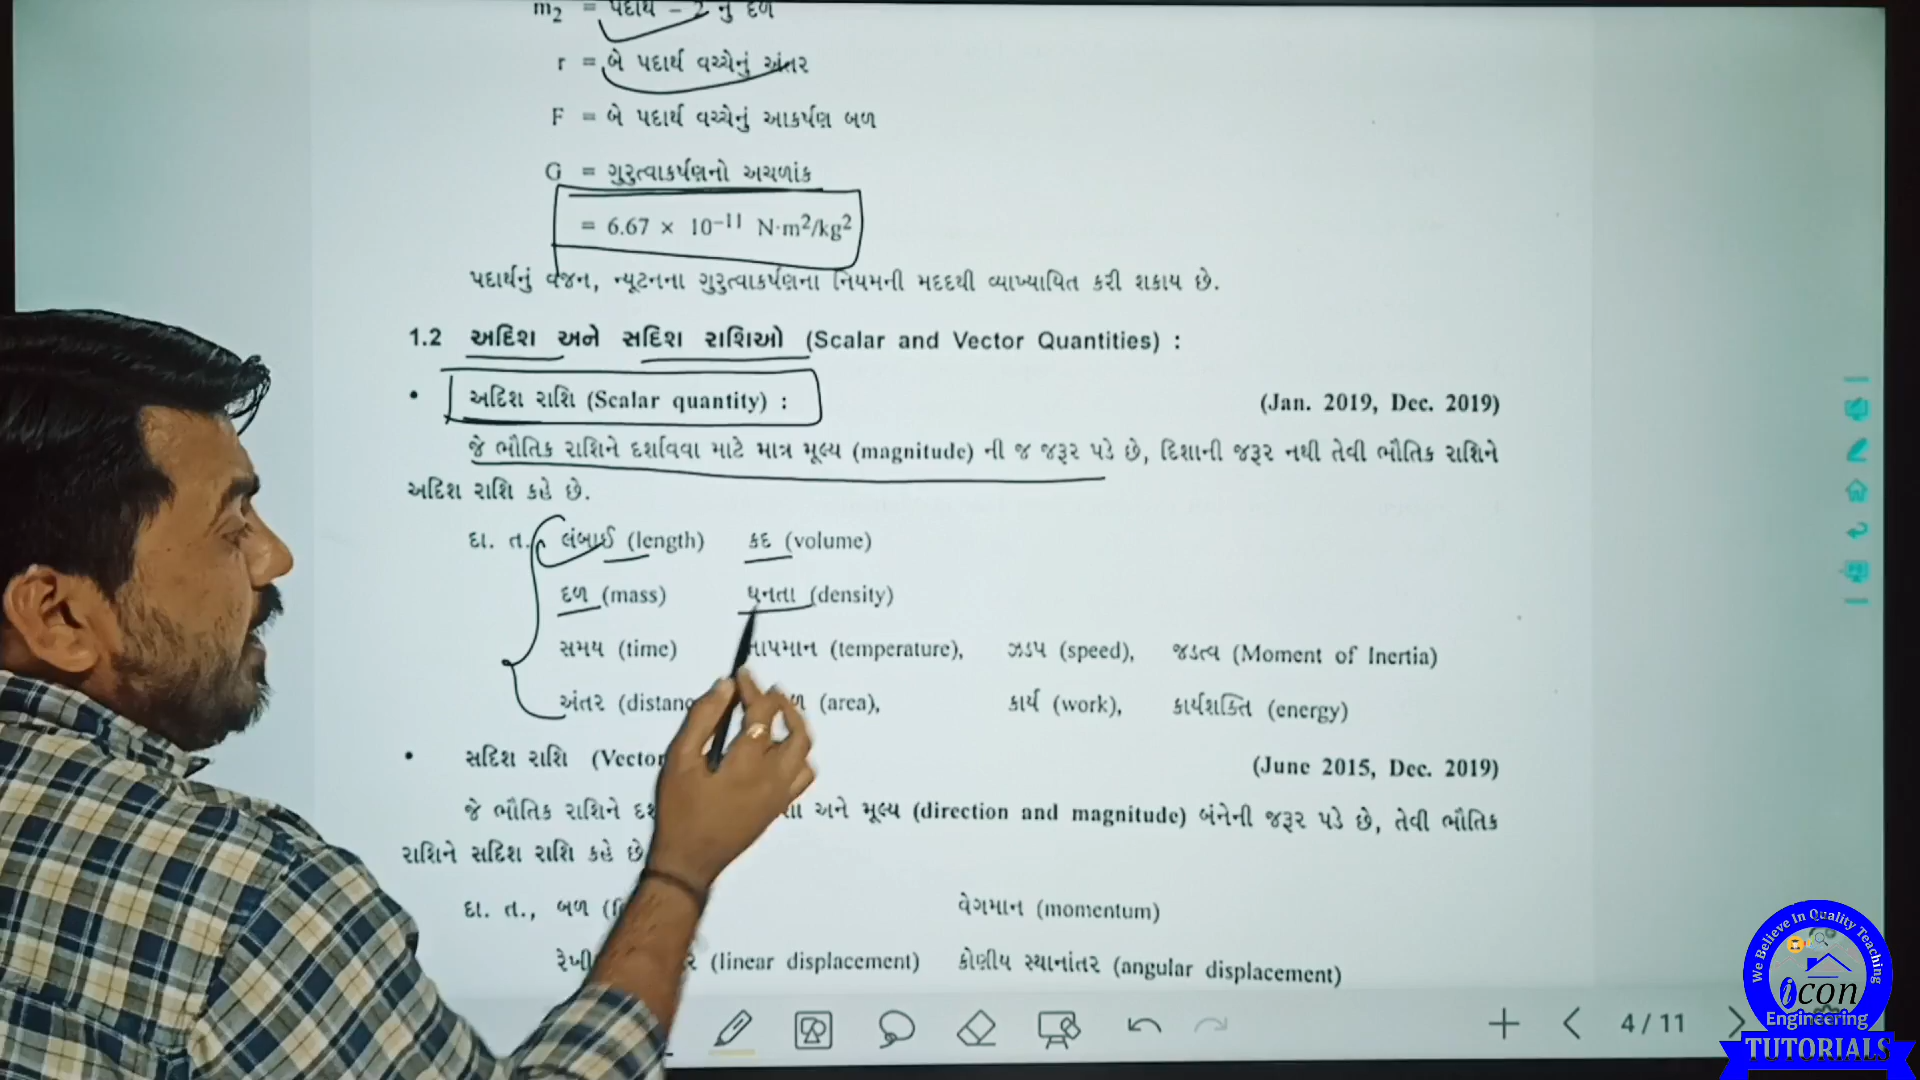 m₂ = પદાર્થ – 2 નું દળ
r = બે પદાર્થ વચ્ચેનું અંતર
F = બે પદાર્થ વચ્ચેનું આકર્ષણ બળ
G = ગુરુત્વાકર્ષણનો અચળાંક
= 6.67 × 10⁻¹¹ N·m²/kg²
પદાર્થનું વજન, ન્યૂટનના ગુરુત્વાકર્ષણના નિયમની મદદથી વ્યાખ્યાયિત કરી શકાય છે.
1.2 અદિશ અને સદિશ રાશિઓ (Scalar and Vector Quantities) :
• અદિશ રાશિ (Scalar quantity) : (Jan. 2019, Dec. 2019)
જે ભૌતિક રાશિને દર્શાવવા માટે માત્ર મૂલ્ય (magnitude) ની જ જરૂર પડે છે, દિશાની જરૂર નથી તેવી ભૌતિક રાશિને
અદિશ રાશિ કહે છે.
દા. ત., લંબાઈ (length) કદ (volume)
દળ (mass) ઘનતા (density)
સમય (time) (temperature), ઝડપ (speed), જડત્વ (Moment of Inertia)
અંતર (area), કાર્ય (work), કાર્યશક્તિ (energy)
• સદિશ રાશિ (Vector (June 2015, Dec. 2019)
જે ભૌતિક રાશિને અને મૂલ્ય (direction and magnitude) બંનેની જરૂર પડે છે, તેવી ભૌતિક
રાશિને સદિશ રાશિ કહે છે
દા. ત., બળ વેગમાન (momentum)
(linear displacement) કોણીય સ્થાનાંતર (angular displacement)
4 / 11
We Believe In Quality Teaching
icon
Engineering
TUTORIALS